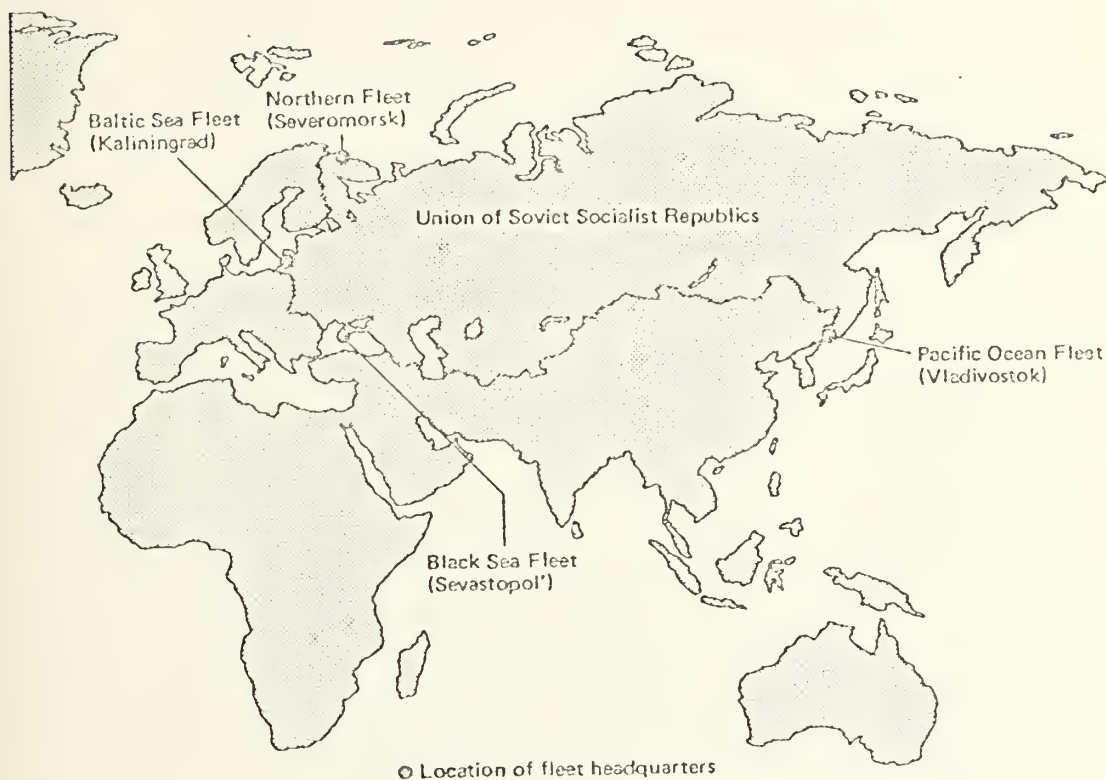 Northern Fleet
(Severomorsk)
Baltic Sea Fleet
(Kaliningrad)
Union of Soviet Socialist Republics
Pacific Ocean Fleet
(Vladivostok)
Black Sea Fleet
(Sevastopol')
Location of fleet headquarters